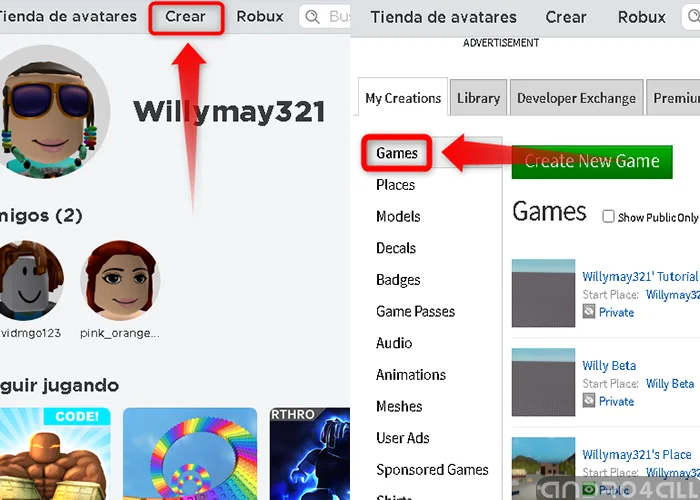 Tienda de avatares Crear Robux
Willymay321
migos (2)
vidmgo123 pink_orange...
guir jugando
CODE!
RTHRO
Tienda de avatares Crear Robux
ADVERTISEMENT
My Creations Library Developer Exchange Premium
Games
Places
Models
Decals
Badges
Game Passes
Audio
Animations
Meshes
User Ads
Sponsored Games
Shirts
Create New Game
Games Show Public Only
Willymay321' Tutorial
Start Place: Willymay32
Private
Willy Beta
Start Place: Willy Beta
Private
Willymay321's Place
Start Place: Willymay32
Public
andro4all